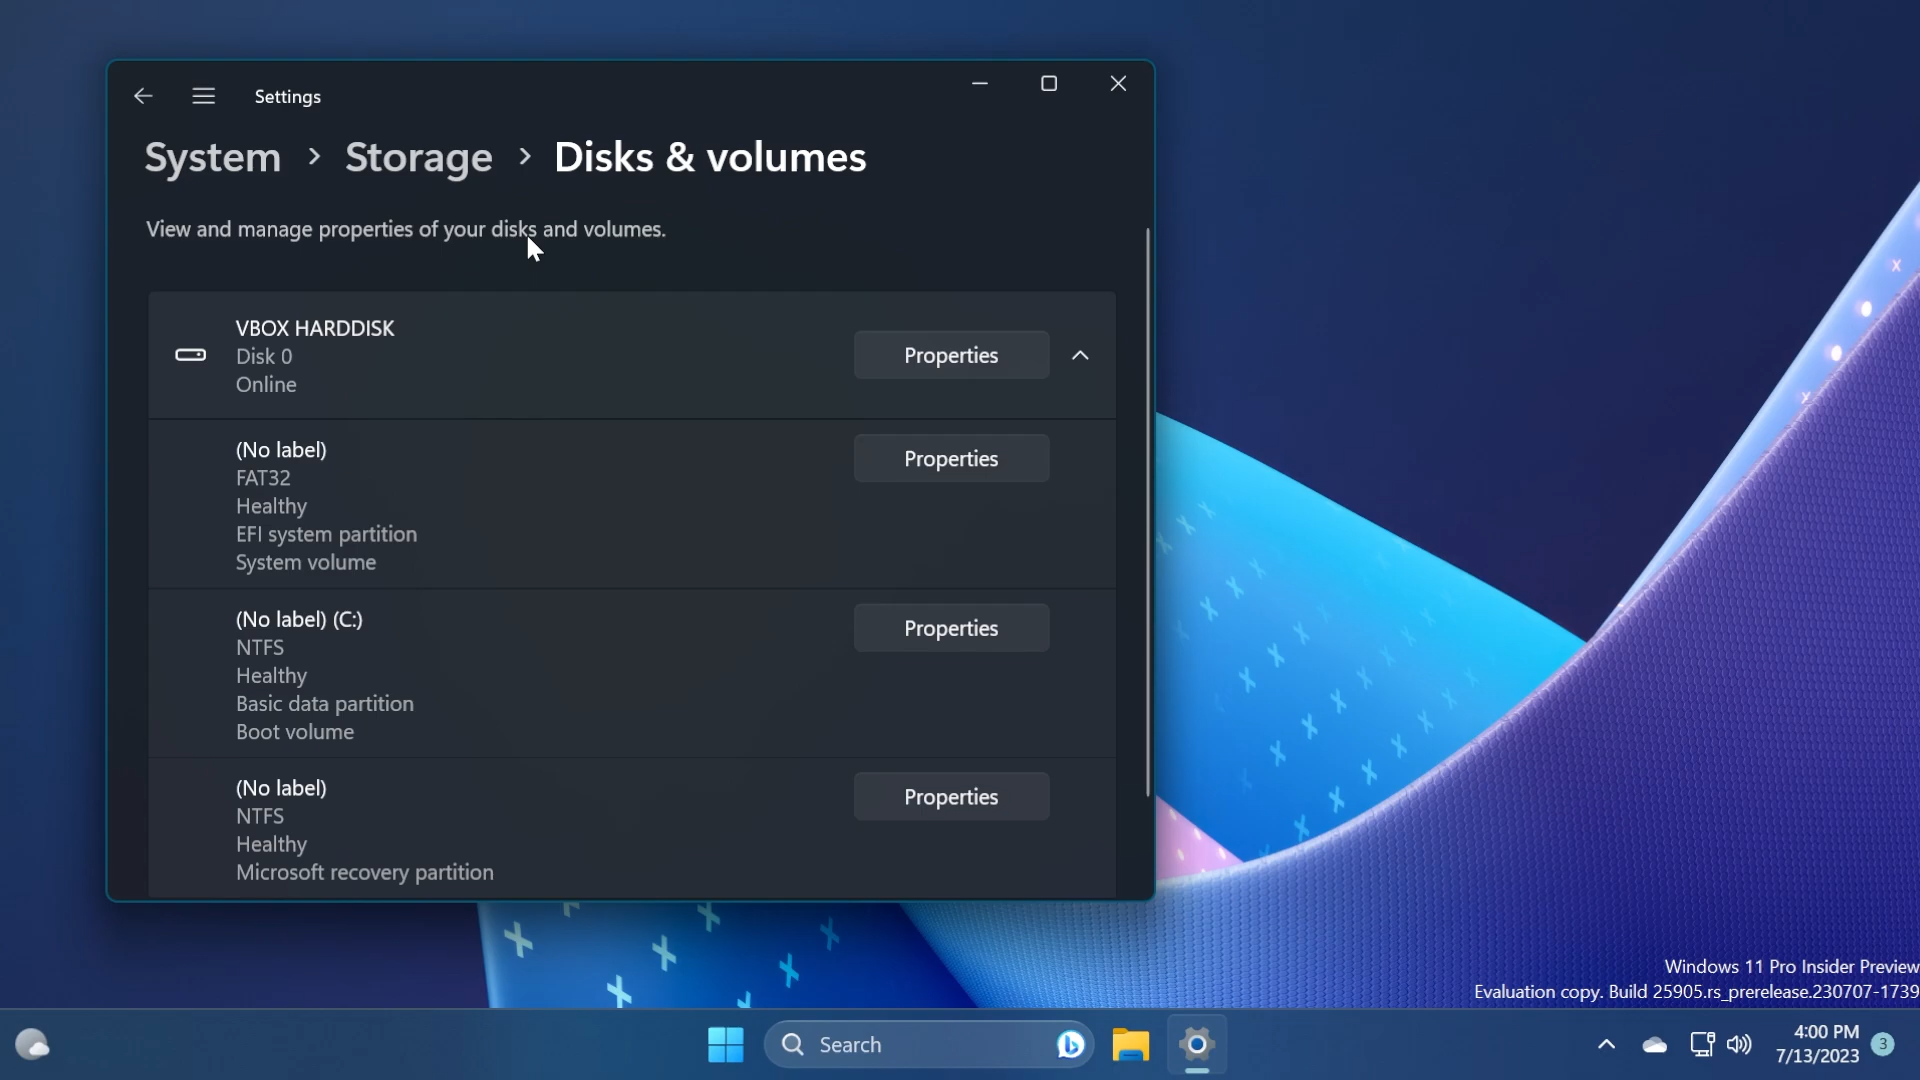 Settings
System > Storage > Disks & volumes
View and manage properties of your disks and volumes.
VBOX HARDDISK
Disk 0
Online
Properties
(No label)
FAT32
Healthy
EFI system partition
System volume
Properties
(No label) (C:)
NTFS
Healthy
Basic data partition
Boot volume
Properties
(No label)
NTFS
Healthy
Microsoft recovery partition
Properties
Windows 11 Pro Insider Preview
Evaluation copy. Build 25905.rs_prerelease.230707-1739
Search
4:00 PM
7/13/2023
3